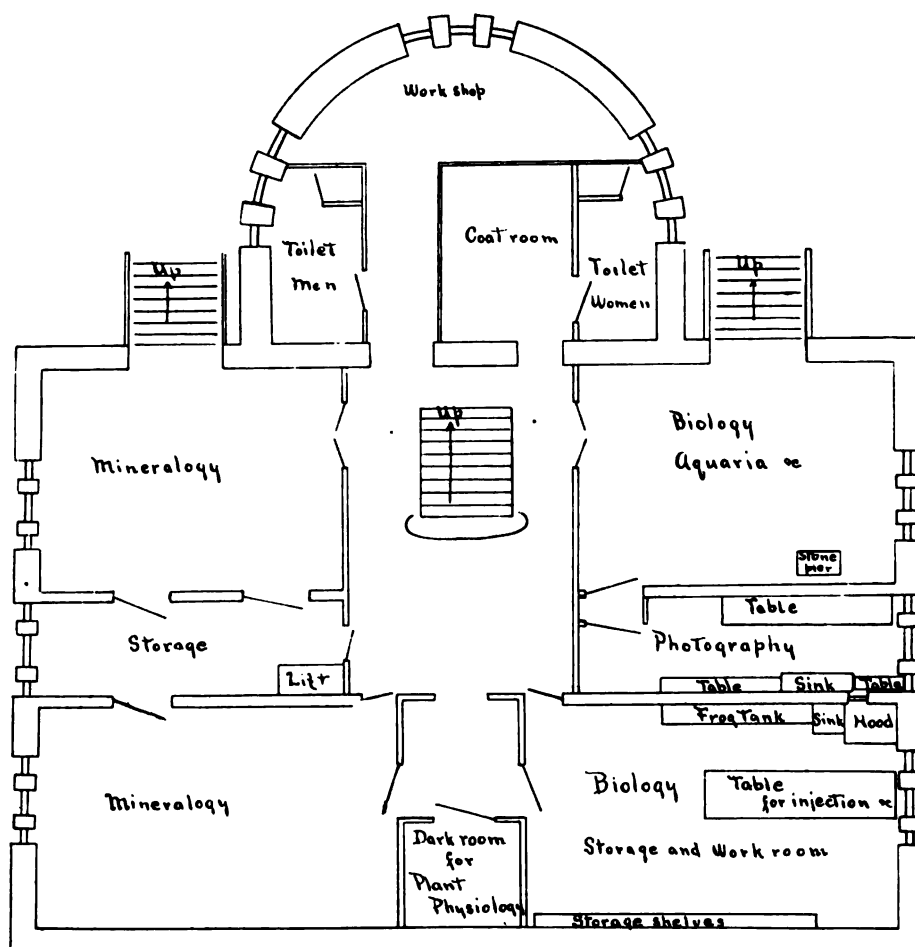 Work shop
Toilet
Men
Coat room
Toilet
Women
Up
Up
Up
Mineralogy
Biology
Aquaria &c
Stone
pier
Table
Storage
Photography
Lift
Table
Sink
Table
Frog Tank
Sink
Hood
Mineralogy
Biology
Table
for injection &c
Storage and Work room
Dark room
for
Plant
Physiology
Storage shelves